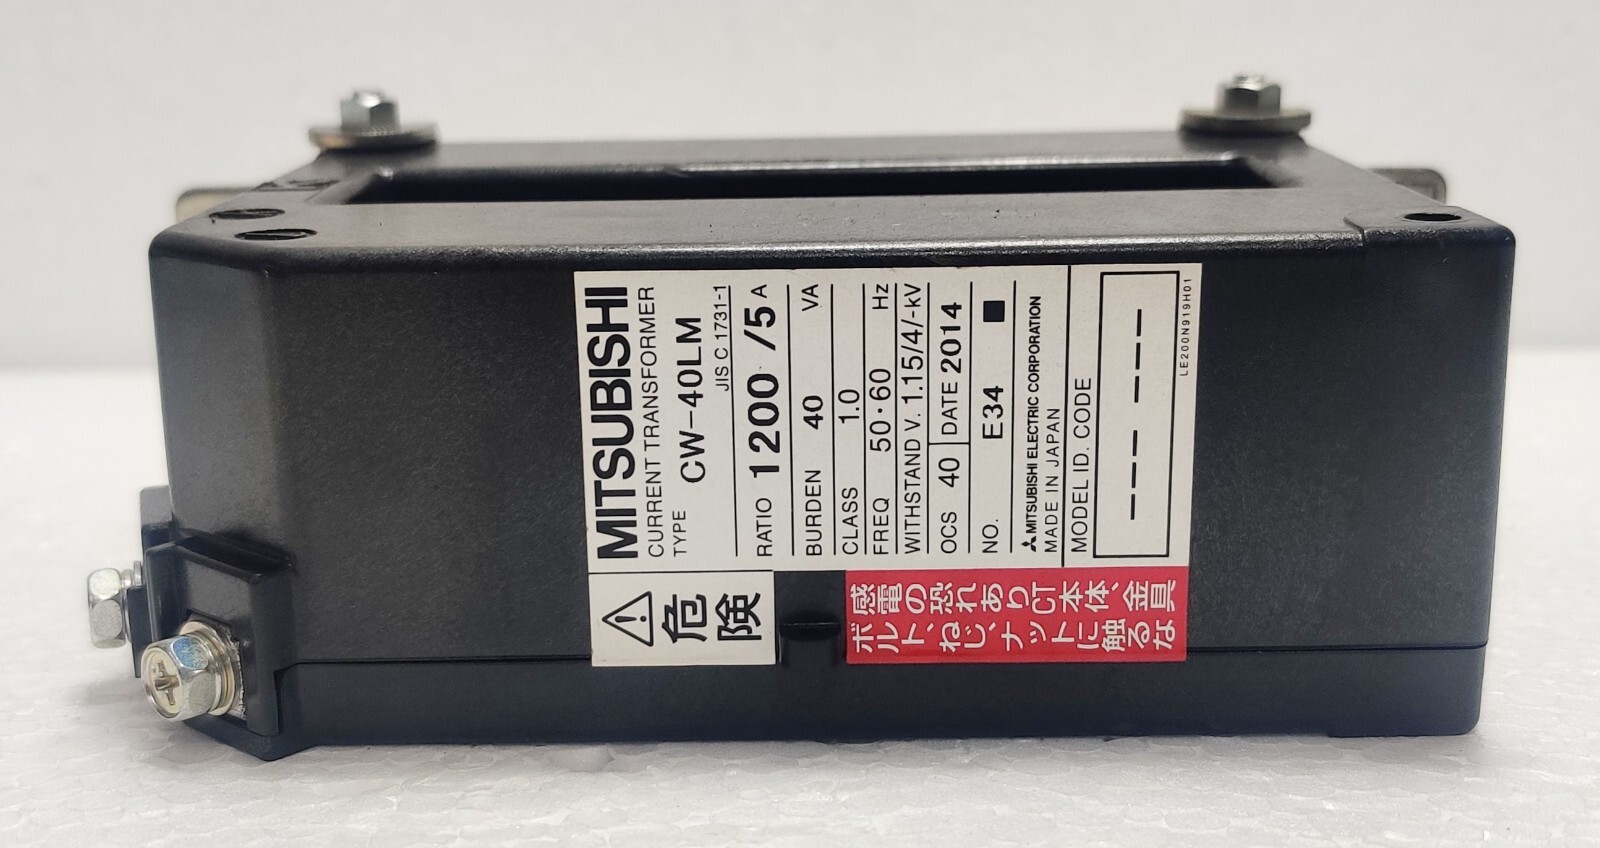 MITSUBISHI
CURRENT TRANSFORMER
TYPE CW-40LM
JIS C 1731-1
RATIO 1200 /5 A
BURDEN 40 VA
CLASS 1.0
FREQ 50・60 Hz
WITHSTAND V. 1.15/4/-kV
OCS 40 DATE 2014
NO. E34 ■
MITSUBISHI ELECTRIC CORPORATION
MADE IN JAPAN
MODEL ID. CODE
--- ---
LE200N919H01
危険
感電の恐れありCT本体、金具
ボルト、ねじ、ナットに触るな